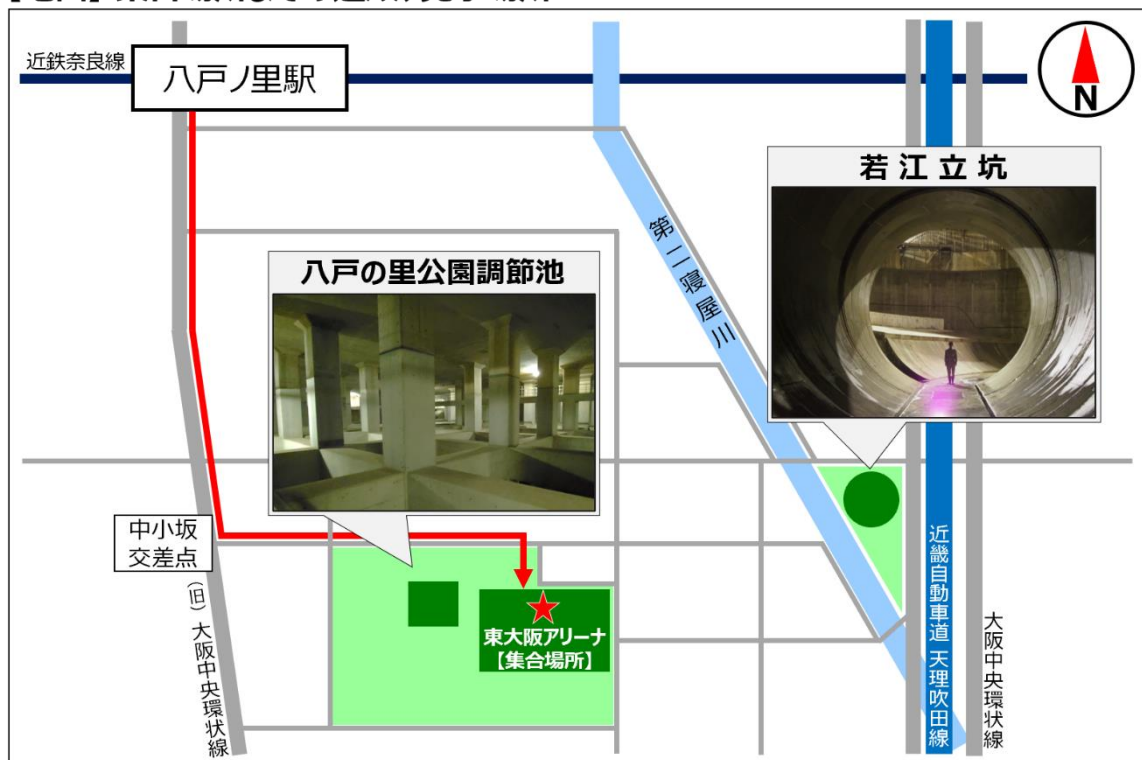 近鉄奈良線
八戸ノ里駅
N
若江立坑
第二寝屋川
八戸の里公園調節池
中小坂
交差点
(旕)大阪中央環状線
東大阪アリーナ
【集合場所】
近畿自動車道 天理吹田線
大阪中央環状線